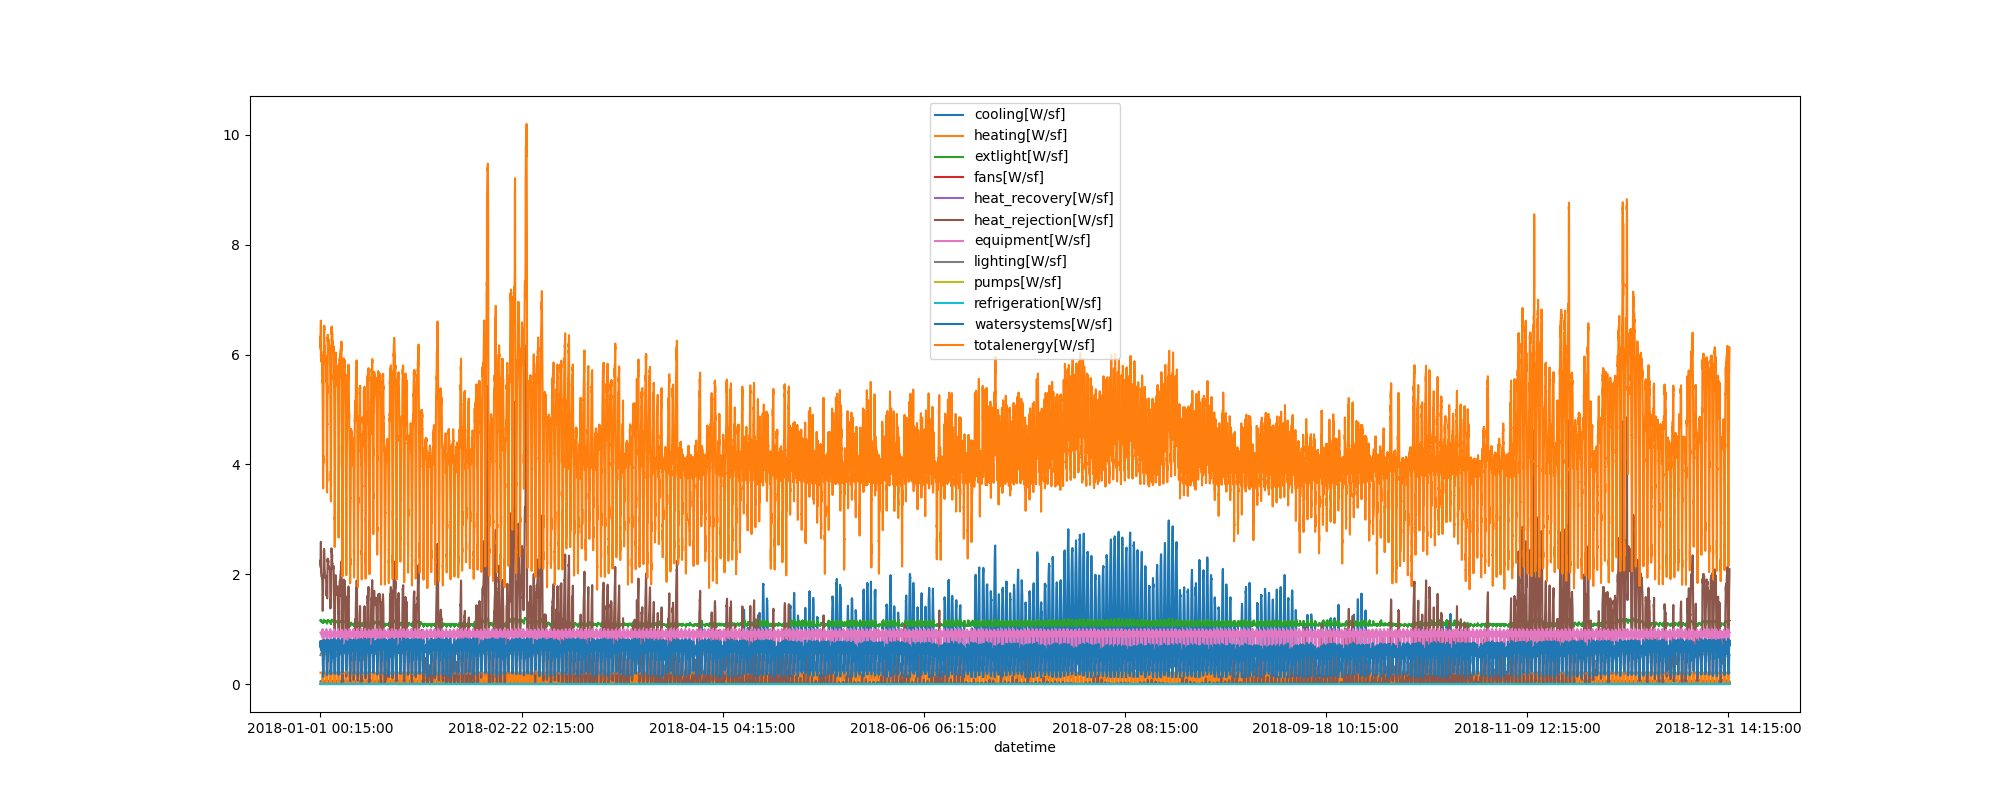 10
8
6
4
2
0
cooling[W/sf]
heating[W/sf]
extlight[W/sf]
fans[W/sf]
heat_recovery[W/sf]
heat_rejection[W/sf]
equipment[W/sf]
lighting[W/sf]
pumps[W/sf]
refrigeration[W/sf]
watersystems[W/sf]
totalenergy[W/sf]
2018-01-01 00:15:00 2018-02-22 02:15:00 2018-04-15 04:15:00 2018-06-06 06:15:00 2018-07-28 08:15:00 2018-09-18 10:15:00 2018-11-09 12:15:00 2018-12-31 14:15:00
datetime